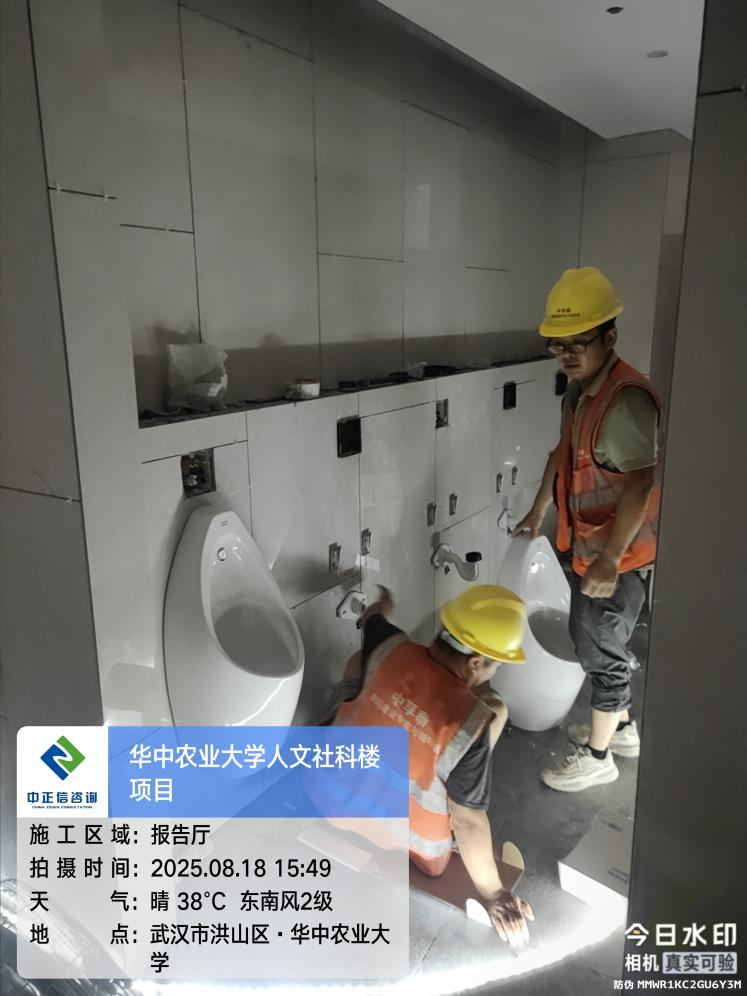 中正信咨询
CHINA ZOSIN CONSULTATION
华中农业大学人文社科楼
项目
施工区域：报告厅
拍摄时间：2025.08.18 15:49
天气：晴 38℃ 东南风2级
地点：武汉市洪山区·华中农业大
学
今日水印
相机 真实可验
防伪 MMWR1KC2GU6Y3M